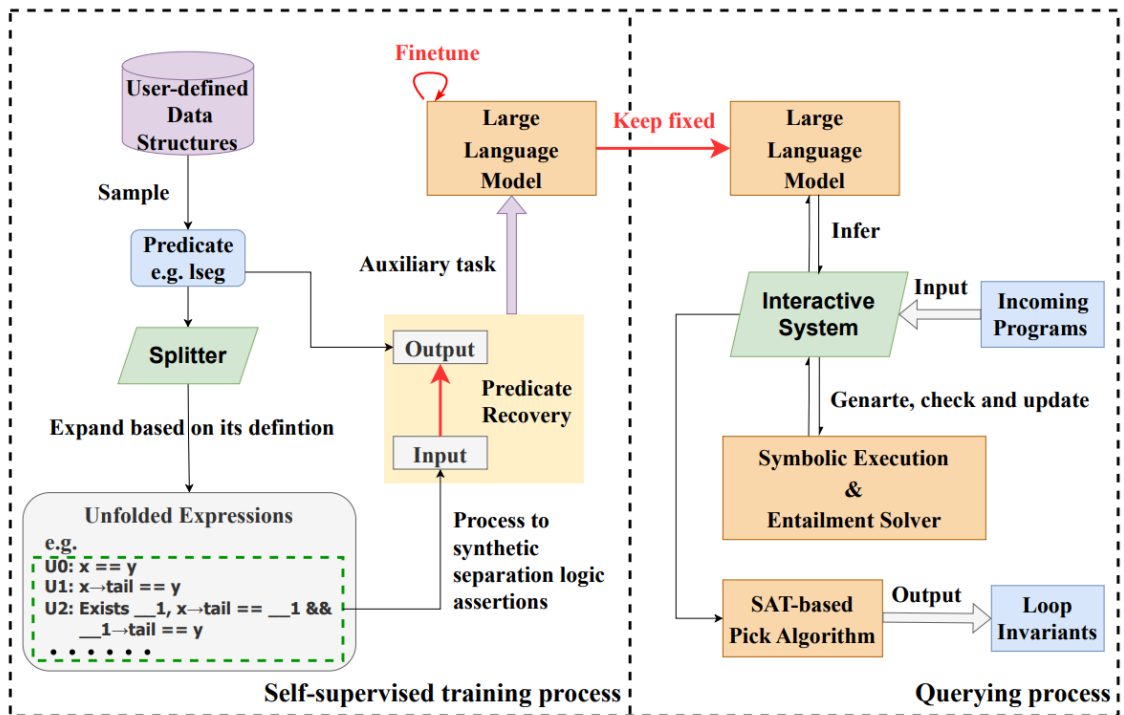 User-defined
Data
Structures
Sample
Predicate
e.g. lseg
Splitter
Expand based on its defintion
Unfolded Expressions
e.g.
U0: x == y
U1: x→tail == y
U2: Exists __1, x→tail == __1 &&
__1→tail == y
• • • • • •
Finetune
Large
Language
Model
Auxiliary task
Output
Predicate
Recovery
Input
Process to
synthetic
separation logic
assertions
Self-supervised training process
Keep fixed
Large
Language
Model
Infer
Interactive
System
Input
Incoming
Programs
Genarte, check and update
Symbolic Execution
&
Entailment Solver
SAT-based
Pick Algorithm
Output
Loop
Invariants
Querying process